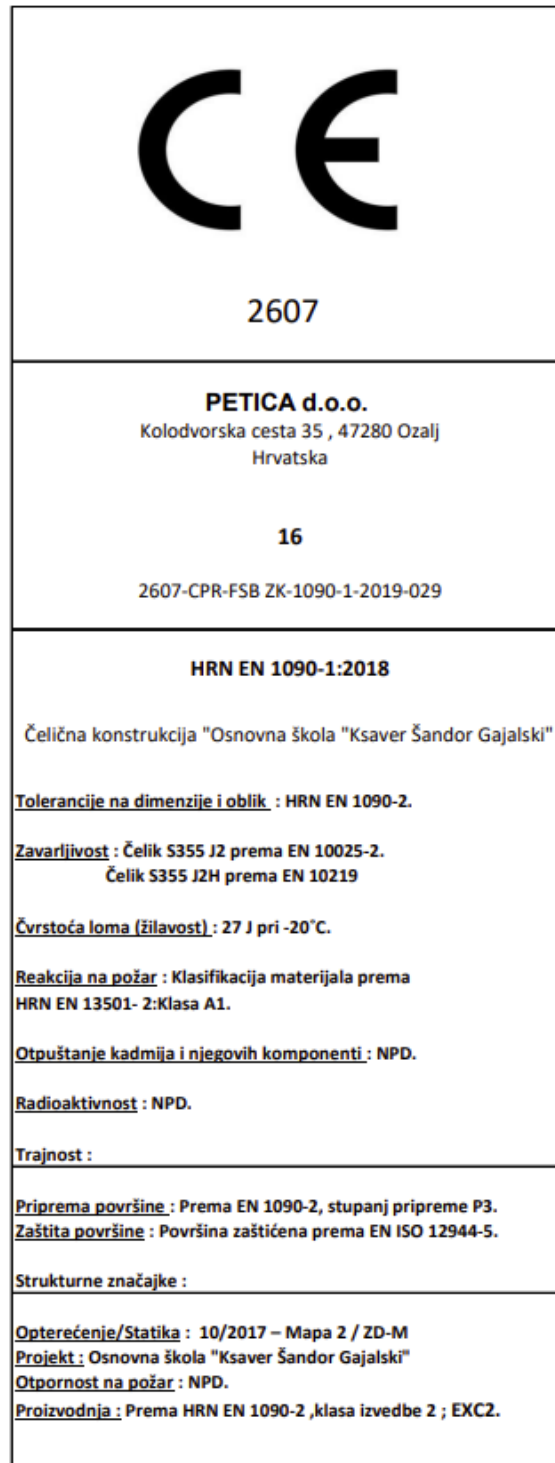 CE
2607
PETICA d.o.o.
Kolodvorska cesta 35 , 47280 Ozalj
Hrvatska
16
2607-CPR-FSB ZK-1090-1-2019-029
HRN EN 1090-1:2018
Čelična konstrukcija "Osnovna škola "Ksaver Šandor Gajalski"
Tolerancije na dimenzije i oblik : HRN EN 1090-2.
Zavarljivost : Čelik S355 J2 prema EN 10025-2.
Čelik S355 J2H prema EN 10219
Čvrstoća loma (žilavost) : 27 J pri -20˚C.
Reakcija na požar : Klasifikacija materijala prema
HRN EN 13501- 2:Klasa A1.
Otpuštanje kadmija i njegovih komponenti : NPD.
Radioaktivnost : NPD.
Trajnost :
Priprema površine : Prema EN 1090-2, stupanj pripreme P3.
Zaštita površine : Površina zaštićena prema EN ISO 12944-5.
Strukturne značajke :
Opterećenje/Statika : 10/2017 – Mapa 2 / ZD-M
Projekt : Osnovna škola "Ksaver Šandor Gajalski"
Otpornost na požar : NPD.
Proizvodnja : Prema HRN EN 1090-2 ,klasa izvedbe 2 ; EXC2.